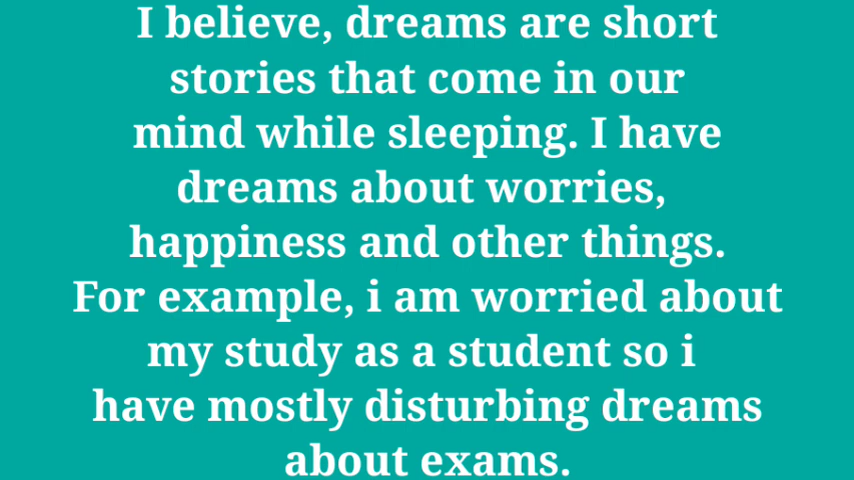 I believe, dreams are short
stories that come in our
mind while sleeping. I have
dreams about worries,
happiness and other things.
For example, i am worried about
my study as a student so i
have mostly disturbing dreams
about exams.